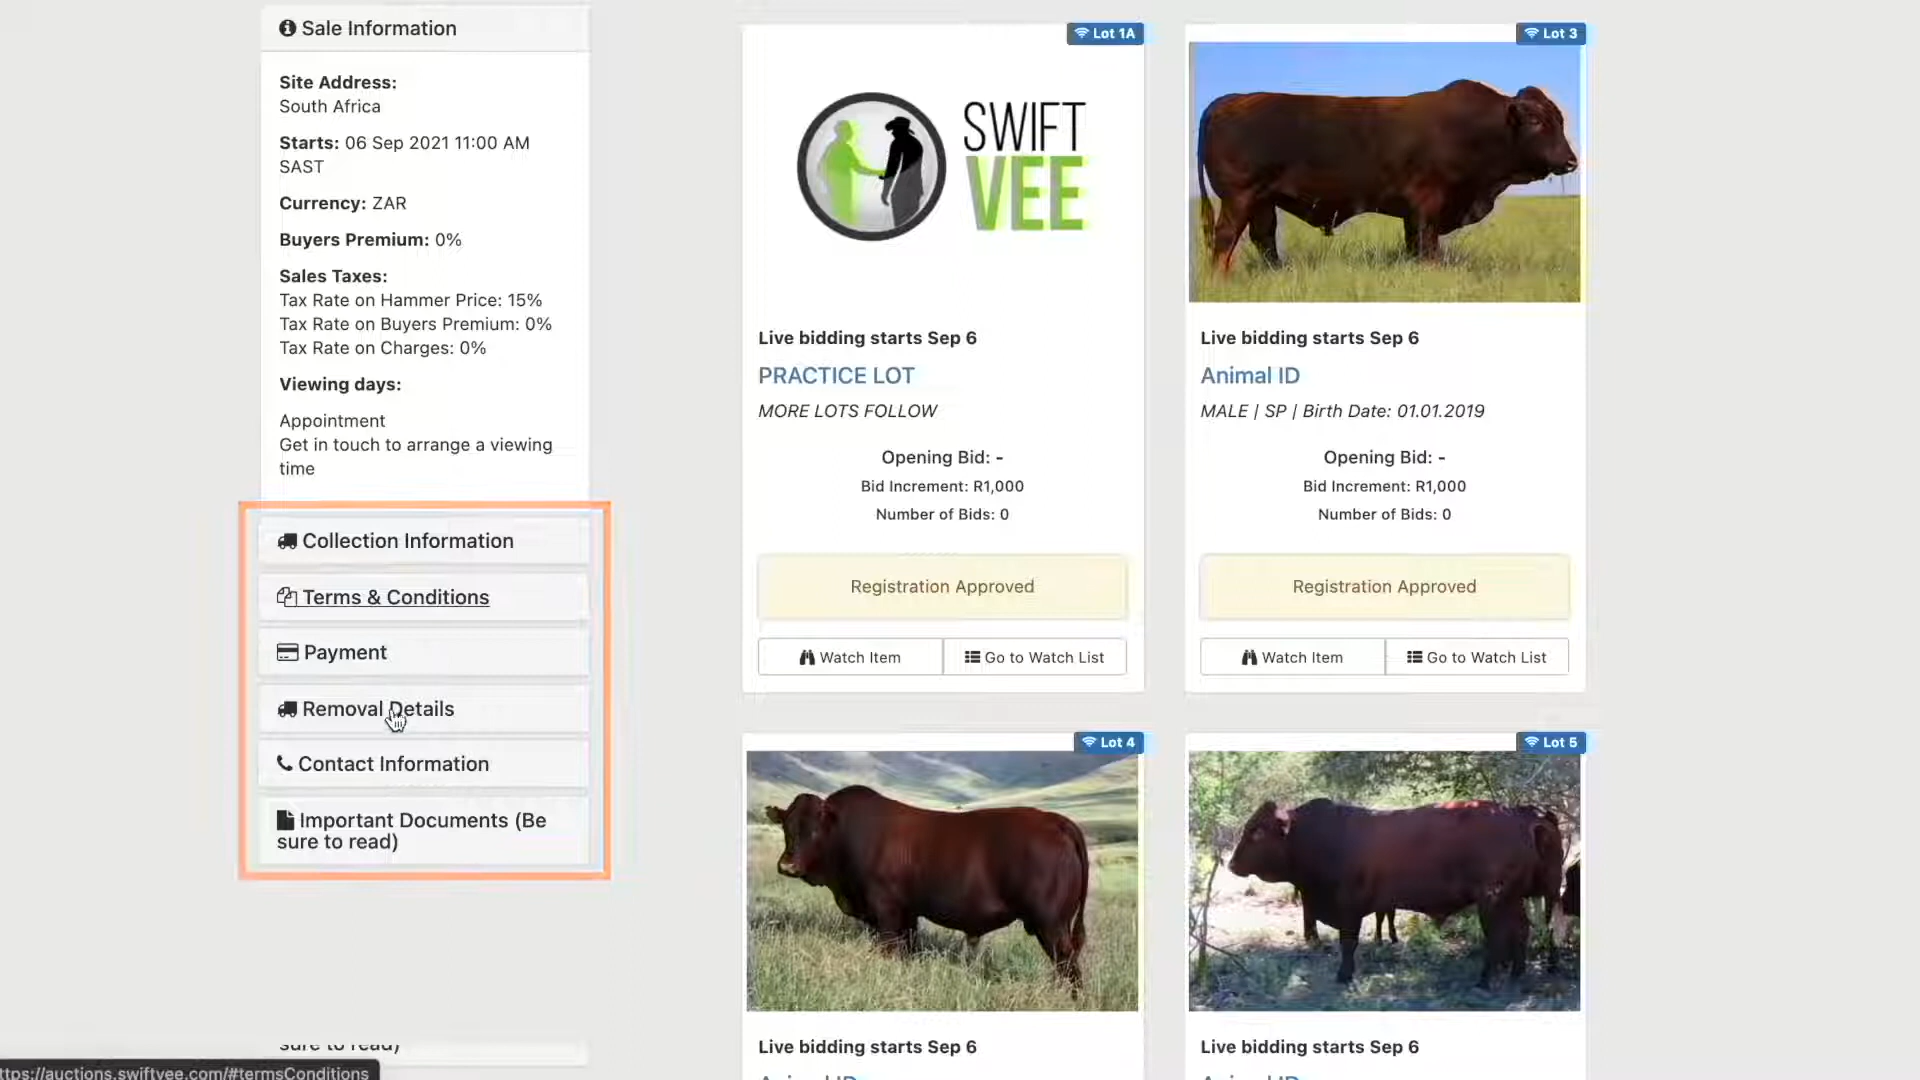 Sale Information
Site Address:
South Africa
Starts: 06 Sep 2021 11:00 AM
SAST
Currency: ZAR
Buyers Premium: 0%
Sales Taxes:
Tax Rate on Hammer Price: 15%
Tax Rate on Buyers Premium: 0%
Tax Rate on Charges: 0%
Viewing days:
Appointment
Get in touch to arrange a viewing
time
Collection Information
Terms & Conditions
Payment
Removal Details
Contact Information
Important Documents (Be
sure to read)
sure to read)
ttps://auctions.swiftvee.com/#termsConditions
Lot 1A
SWIFT
VEE
Live bidding starts Sep 6
PRACTICE LOT
MORE LOTS FOLLOW
Opening Bid: -
Bid Increment: R1,000
Number of Bids: 0
Registration Approved
Watch Item
Go to Watch List
Lot 3
Live bidding starts Sep 6
Animal ID
MALE | SP | Birth Date: 01.01.2019
Opening Bid: -
Bid Increment: R1,000
Number of Bids: 0
Registration Approved
Watch Item
Go to Watch List
Lot 4
Live bidding starts Sep 6
Animal ID
Lot 5
Live bidding starts Sep 6
Animal ID